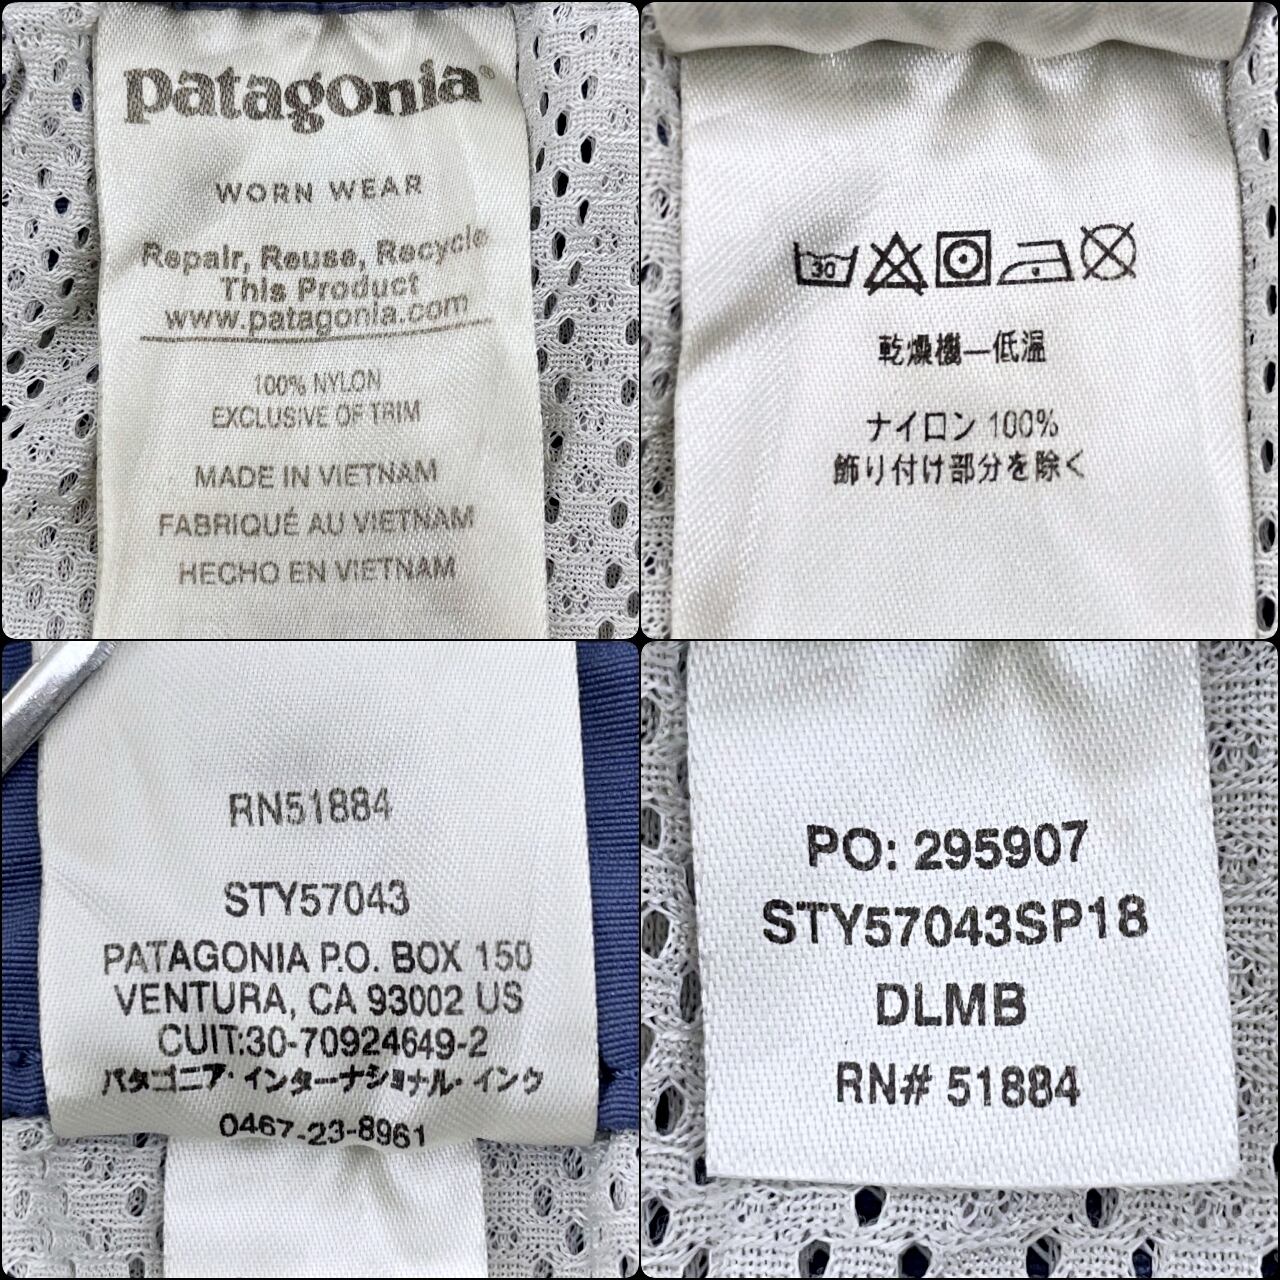 patagonia®
WORN WEAR
Repair, Reuse, Recycle
This Product
www.patagonia.com
100% NYLON
EXCLUSIVE OF TRIM
MADE IN VIETNAM
FABRIQUÉ AU VIETNAM
HECHO EN VIETNAM
30
乾燥機—低温
ナイロン 100%
飾り付け部分を除く
RN51884
STY57043
PATAGONIA P.O. BOX 150
VENTURA, CA 93002 US
CUIT:30-70924649-2
パタゴニア・インターナショナル・インク
0467-23-8961
PO: 295907
STY57043SP18
DLMB
RN# 51884